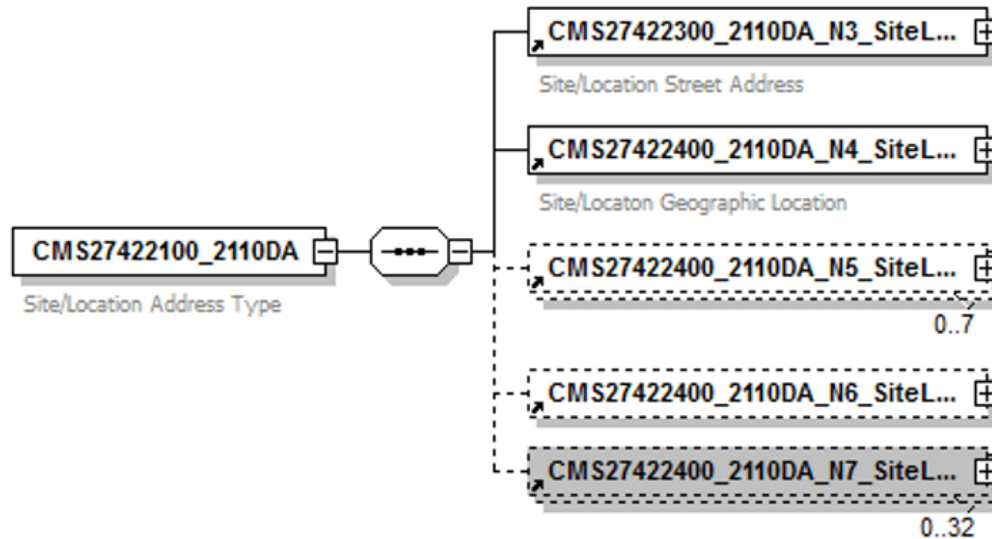 CMS27422300_2110DA_N3_SiteL...
Site/Location Street Address
CMS27422400_2110DA_N4_SiteL...
Site/Locaton Geographic Location
CMS27422100_2110DA
Site/Location Address Type
CMS27422400_2110DA_N5_SiteL...
0..7
CMS27422400_2110DA_N6_SiteL...
CMS27422400_2110DA_N7_SiteL...
0..32